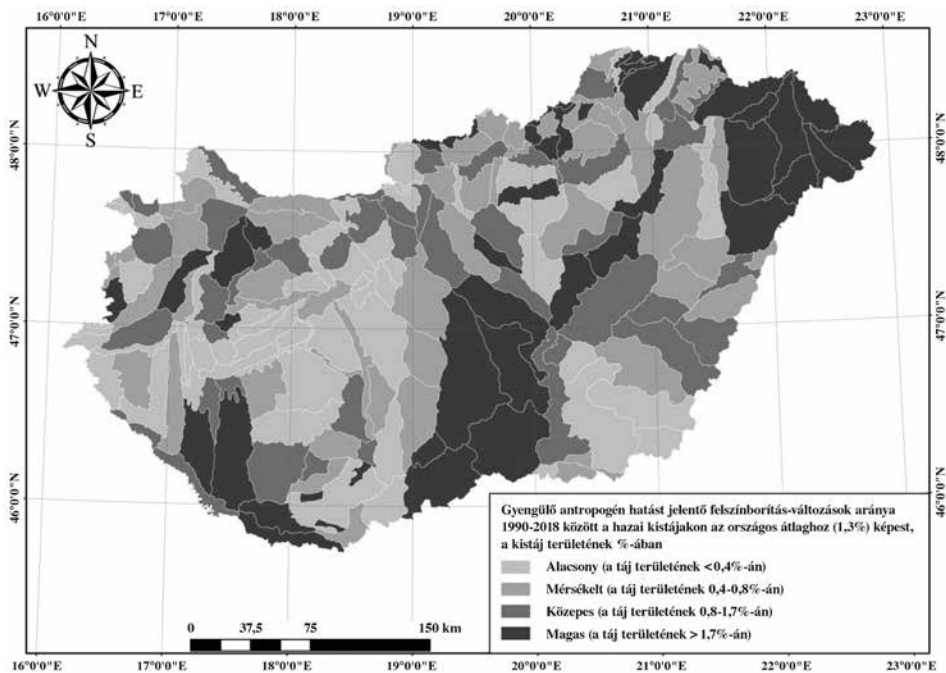 16°0'0"E 17°0'0"E 18°0'0"E 19°0'0"E 20°0'0"E 21°0'0"E 22°0'0"E 23°0'0"E
N
W E
S
48°0'0"N 48°0'0"N
47°0'0"N 47°0'0"N
46°0'0"N 46°0'0"N
Gyengülő antropogén hatást jelentő felszínborítás-változások aránya
1990-2018 között a hazai kistájakon az országos átlaghoz (1,3%) képest,
a kistáj területének %-ában
Alacsony (a táj területének <0,4%-án)
Mérsékelt (a táj területének 0,4-0,8%-án)
Közepes (a táj területének 0,8-1,7%-án)
Magas (a táj területének >1,7%-án)
0 37,5 75 150 km
16°0'0"E 17°0'0"E 18°0'0"E 19°0'0"E 20°0'0"E 21°0'0"E 22°0'0"E 23°0'0"E